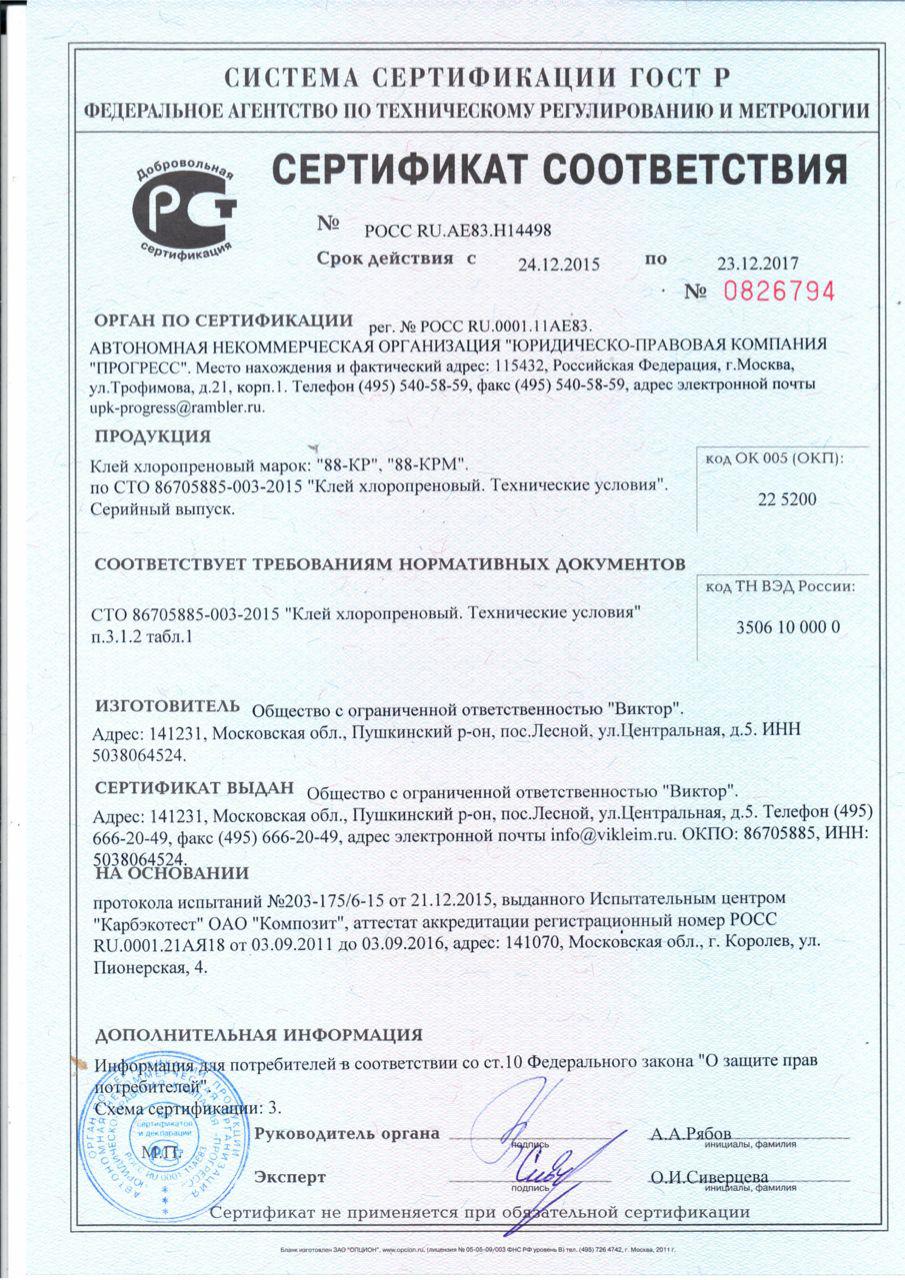 СИСТЕМА СЕРТИФИКАЦИИ ГОСТ Р
ФЕДЕРАЛЬНОЕ АГЕНТСТВО ПО ТЕХНИЧЕСКОМУ РЕГУЛИРОВАНИЮ И МЕТРОЛОГИИ
Добровольная
РСТ
сертификация
СЕРТИФИКАТ СООТВЕТСТВИЯ
№ РОСС RU.АЕ83.Н14498
Срок действия с 24.12.2015 по 23.12.2017
№ 0826794
ОРГАН ПО СЕРТИФИКАЦИИ рег. № РОСС RU.0001.11АЕ83.
АВТОНОМНАЯ НЕКОММЕРЧЕСКАЯ ОРГАНИЗАЦИЯ "ЮРИДИЧЕСКО-ПРАВОВАЯ КОМПАНИЯ
"ПРОГРЕСС". Место нахождения и фактический адрес: 115432, Российская Федерация, г.Москва,
ул.Трофимова, д.21, корп.1. Телефон (495) 540-58-59, факс (495) 540-58-59, адрес электронной почты
upk-progress@rambler.ru.
ПРОДУКЦИЯ
Клей хлоропреновый марок: "88-КР", "88-КРМ".
по СТО 86705885-003-2015 "Клей хлоропреновый. Технические условия".
Серийный выпуск.
код ОК 005 (ОКП):
22 5200
СООТВЕТСТВУЕТ ТРЕБОВАНИЯМ НОРМАТИВНЫХ ДОКУМЕНТОВ
СТО 86705885-003-2015 "Клей хлоропреновый. Технические условия"
п.3.1.2 табл.1
код ТН ВЭД России:
3506 10 000 0
ИЗГОТОВИТЕЛЬ Общество с ограниченной ответственностью "Виктор".
Адрес: 141231, Московская обл., Пушкинский р-он, пос.Лесной, ул.Центральная, д.5. ИНН
5038064524.
СЕРТИФИКАТ ВЫДАН Общество с ограниченной ответственностью "Виктор".
Адрес: 141231, Московская обл., Пушкинский р-он, пос.Лесной, ул.Центральная, д.5. Телефон (495)
666-20-49, факс (495) 666-20-49, адрес электронной почты info@vikleim.ru. ОКПО: 86705885, ИНН:
5038064524.
НА ОСНОВАНИИ
протокола испытаний №203-175/6-15 от 21.12.2015, выданного Испытательным центром
"Карбэкотест" ОАО "Композит", аттестат аккредитации регистрационный номер РОСС
RU.0001.21АЯ18 от 03.09.2011 до 03.09.2016, адрес: 141070, Московская обл., г. Королев, ул.
Пионерская, 4.
ДОПОЛНИТЕЛЬНАЯ ИНФОРМАЦИЯ
Информация для потребителей в соответствии со ст.10 Федерального закона "О защите прав
потребителей".
Схема сертификации: 3.
сертификатов
и декларации
М.П.
Руководитель органа
подпись
А.А.Рябов
инициалы, фамилия
Эксперт
подпись
О.И.Сиверцева
инициалы, фамилия
Сертификат не применяется при обязательной сертификации
Бланк изготовлен ЗАО "ОПЦИОН", www.opcion.ru, (лицензия № 05-05-09/003 ФНС РФ уровень В) тел. (495) 726 4742, г. Москва, 2011 г.